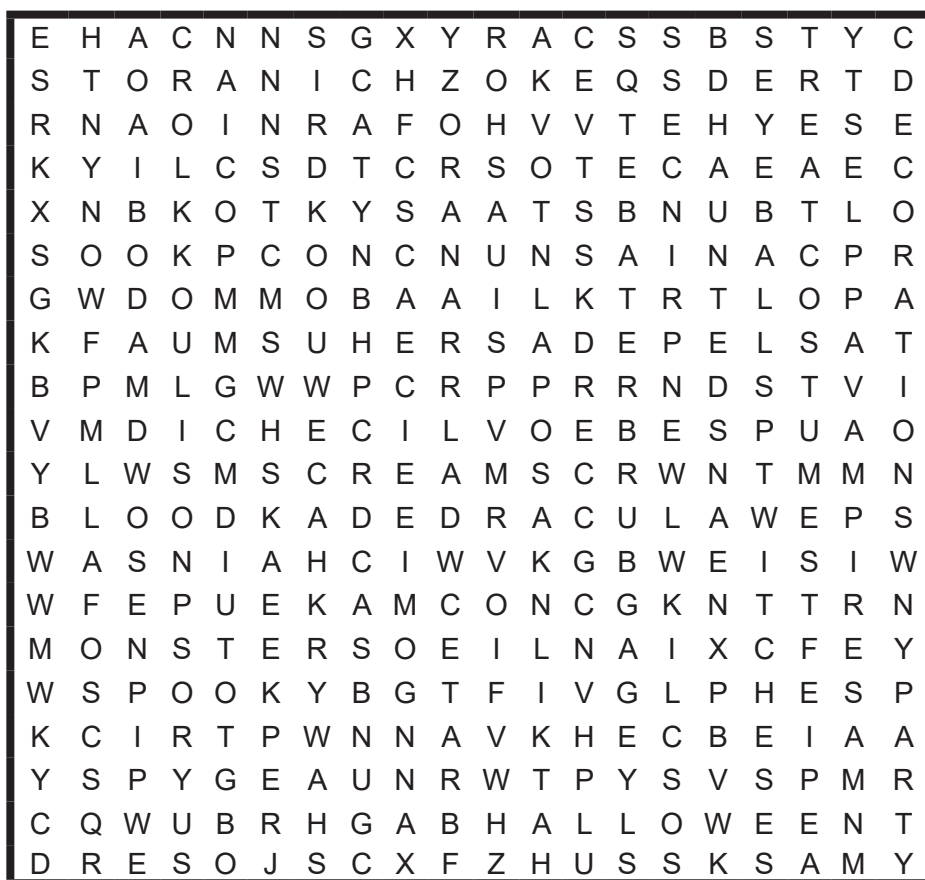 E H A C N N S G X Y R A C S S B S T Y C
S T O R A N I C H Z O K E Q S D E R T D
R N A O I N R A F O H V V T E H Y E S E
K Y I L C S D T C R S O T E C A E A E C
X N B K O T K Y S A A T S B N U B T L O
S O O K P C O N C N U N S A I N A C P R
G W D O M M O B A A I L K T R T L O P A
K F A U M S U H E R S A D E P E L S A T
B P M L G W W P C R P P R R N D S T V I
V M D I C H E C I L V O E B E S P U A O
Y L W S M S C R E A M S C R W N T M M N
B L O O D K A D E D R A C U L A W E P S
W A S N I A H C I W V K G B W E I S I W
W F E P U E K A M C O N C G K N T T R N
M O N S T E R S O E I L N A I X C F E Y
W S P O O K Y B G T F I V G L P H E S P
K C I R T P W N N A V K H E C B E I A A
Y S P Y G E A U N R W T P Y S V S P M R
C Q W U B R H G A B H A L L O W E E N T
D R E S O J S C X F Z H U S S K S A M Y